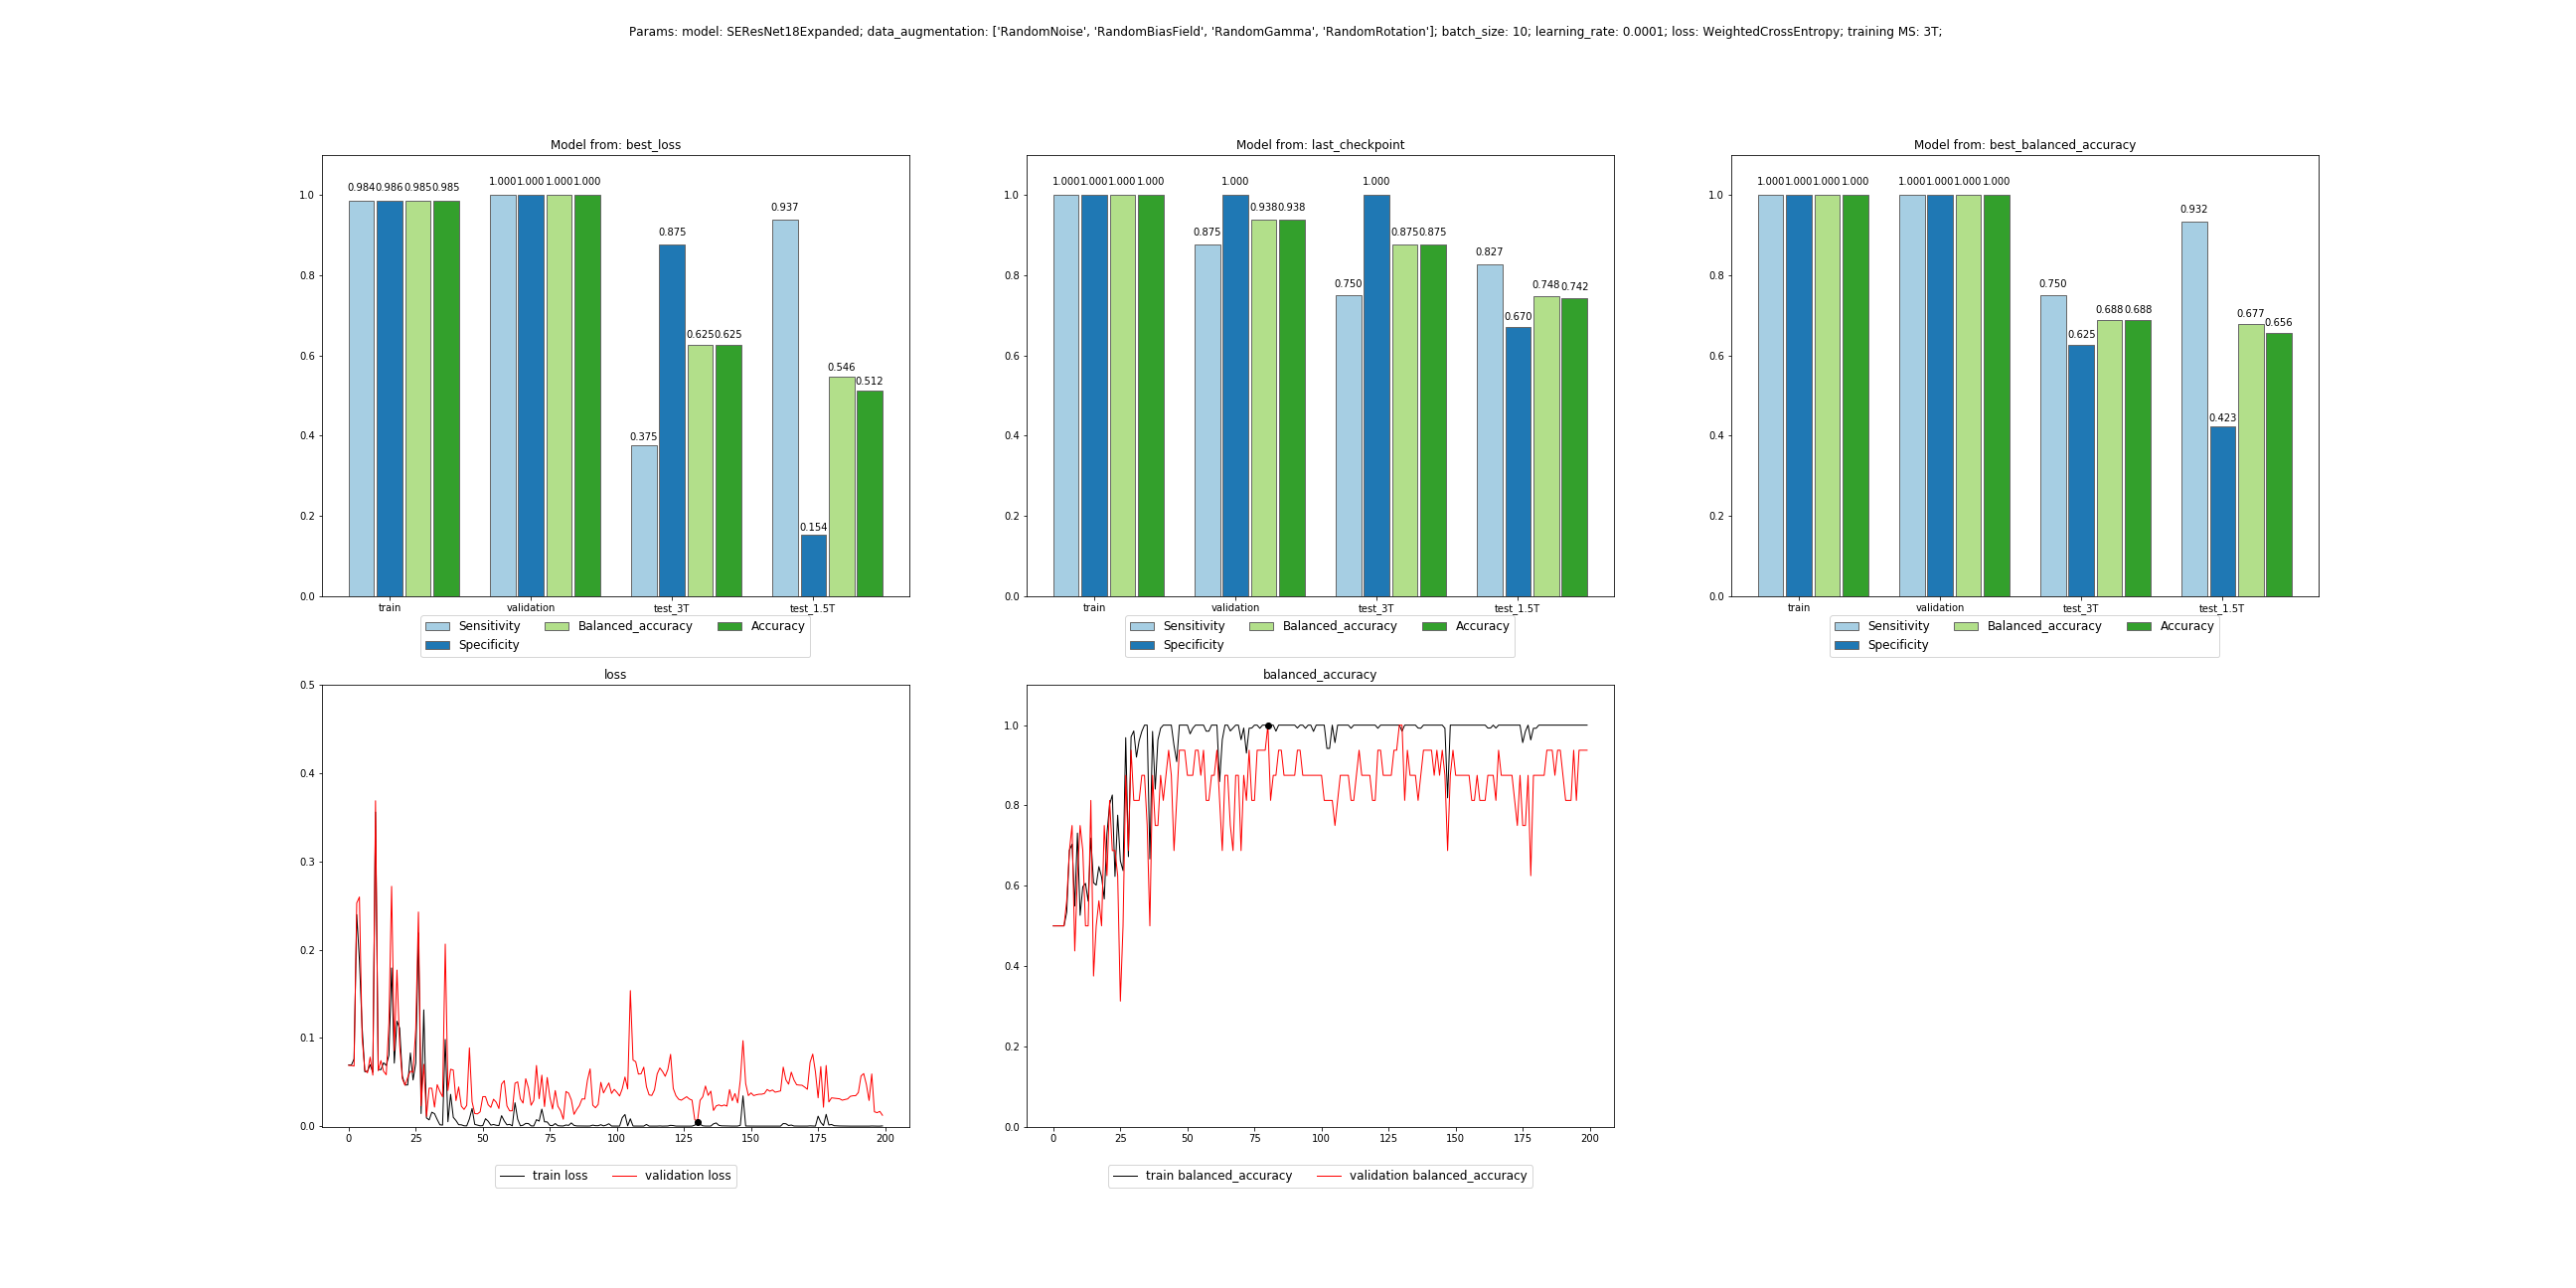 Params: model: SEResNet18Expanded; data_augmentation: ['RandomNoise', 'RandomBiasField', 'RandomGamma', 'RandomRotation']; batch_size: 10; learning_rate: 0.0001; loss: WeightedCrossEntropy; training MS: 3T;
Model from: best_loss
0.984 0.986 0.985 0.985
1.000 1.000 1.000 1.000
0.375 0.875 0.625 0.625
0.937 0.154 0.546 0.512
1.0
0.8
0.6
0.4
0.2
0.0
train validation test_3T test_1.5T
Sensitivity Balanced_accuracy Accuracy
Specificity
Model from: last_checkpoint
1.000 1.000 1.000 1.000
0.875 1.000 0.938 0.938
0.750 1.000 0.875 0.875
0.827 0.670 0.748 0.742
1.0
0.8
0.6
0.4
0.2
0.0
train validation test_3T test_1.5T
Sensitivity Balanced_accuracy Accuracy
Specificity
Model from: best_balanced_accuracy
1.000 1.000 1.000 1.000
1.000 1.000 1.000 1.000
0.750 0.625 0.688 0.688
0.932 0.423 0.677 0.656
1.0
0.8
0.6
0.4
0.2
0.0
train validation test_3T test_1.5T
Sensitivity Balanced_accuracy Accuracy
Specificity
loss
0.5
0.4
0.3
0.2
0.1
0.0
0 25 50 75 100 125 150 175 200
train loss validation loss
balanced_accuracy
1.0
0.8
0.6
0.4
0.2
0.0
0 25 50 75 100 125 150 175 200
train balanced_accuracy validation balanced_accuracy